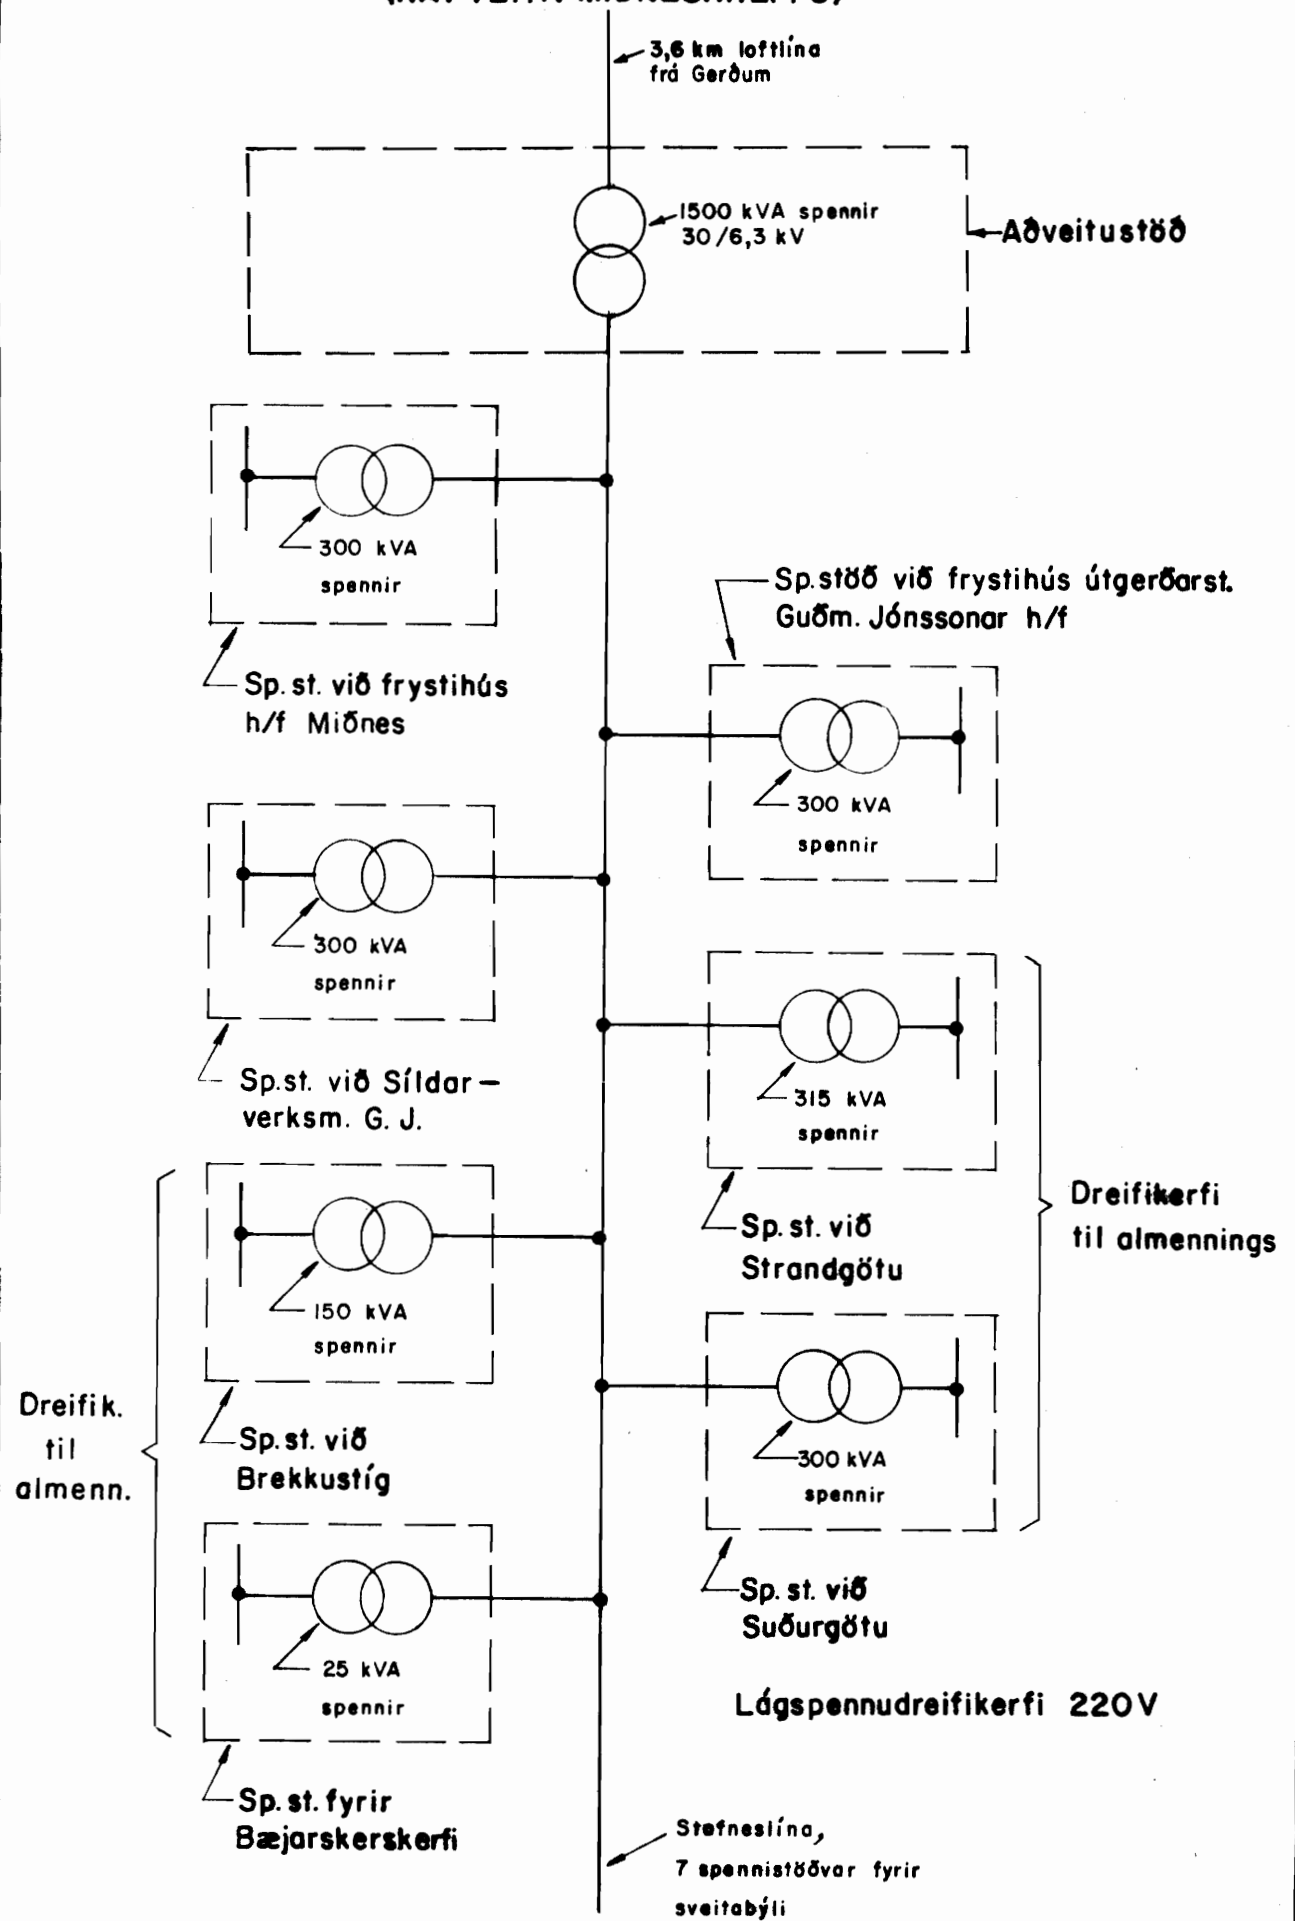 3,6 km loftlína
frá Gerðum
1500 kVA spennir
30/6,3 kV
Aðveitustöð
300 kVA
spennir
Sp. st. við frystihús
h/f Miðnes
Sp.stöð við frystihús útgerðarst.
Guðm. Jónssonar h/f
300 kVA
spennir
300 kVA
spennir
Sp.st. við Síldar–
verksm. G. J.
315 kVA
spennir
Sp. st. við
Strandgötu
Dreifikerfi
til almennings
150 kVA
spennir
Sp.st. við
Brekkustíg
Dreifik.
til
almenn.
300 kVA
spennir
Sp. st. við
Suðurgötu
25 kVA
spennir
Sp. st. fyrir
Bæjarskerskerfi
Lágspennudreifikerfi 220V
Stafneslína,
7 spennistöðvar fyrir
sveitabýli